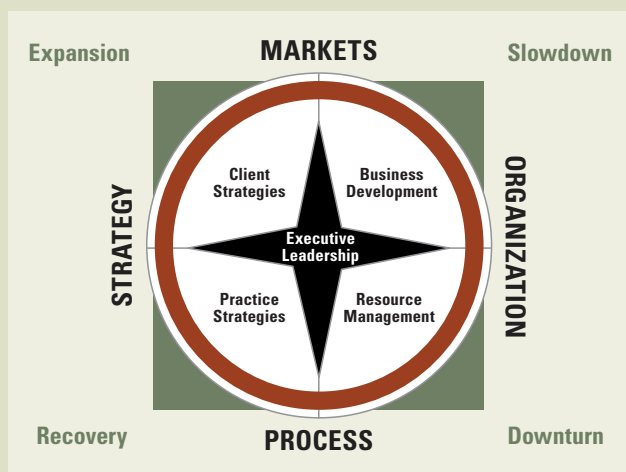 Expansion
MARKETS
Slowdown
Client
Strategies
Business
Development
STRATEGY
Executive
Leadership
ORGANIZATION
Practice
Strategies
Resource
Management
Recovery
PROCESS
Downturn